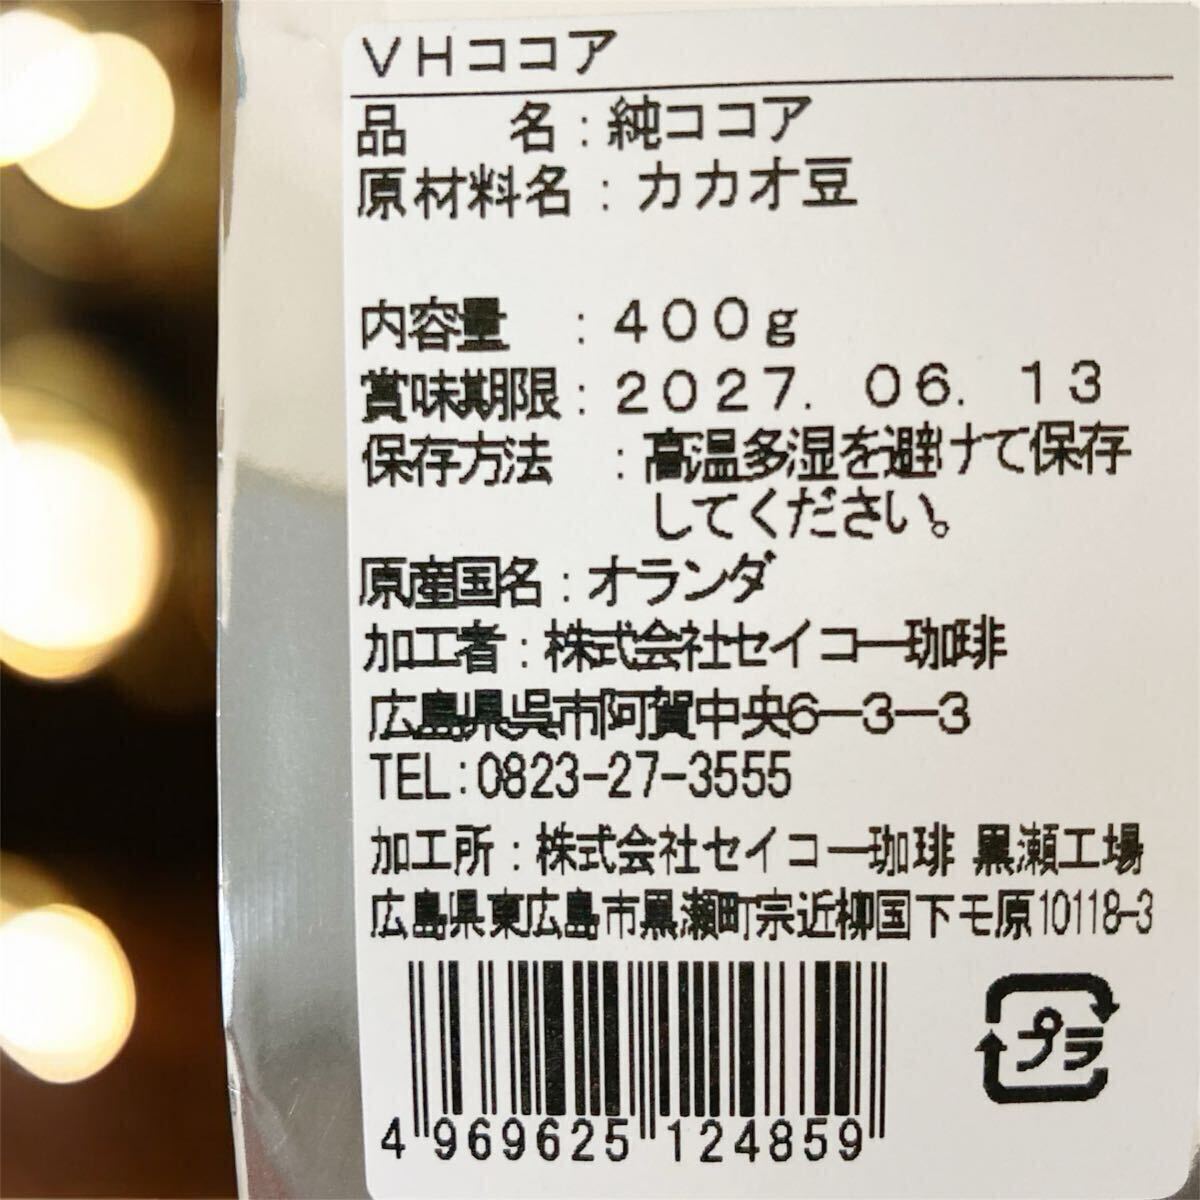 ＶＨココア
品　　名：純ココア
原材料名：カカオ豆
内容量　：４００ｇ
賞味期限：２０２７．０６．１３
保存方法　：高温多湿を避けて保存
してください。
原産国名：オランダ
加工者：株式会社セイコー珈琲
広島県呉市阿賀中央6－3－3
TEL:0823-27-3555
加工所：株式会社セイコー珈琲 黒瀬工場
広島県東広島市黒瀬町宗近柳国下モ原10118-3
プラ
4 969625 124859